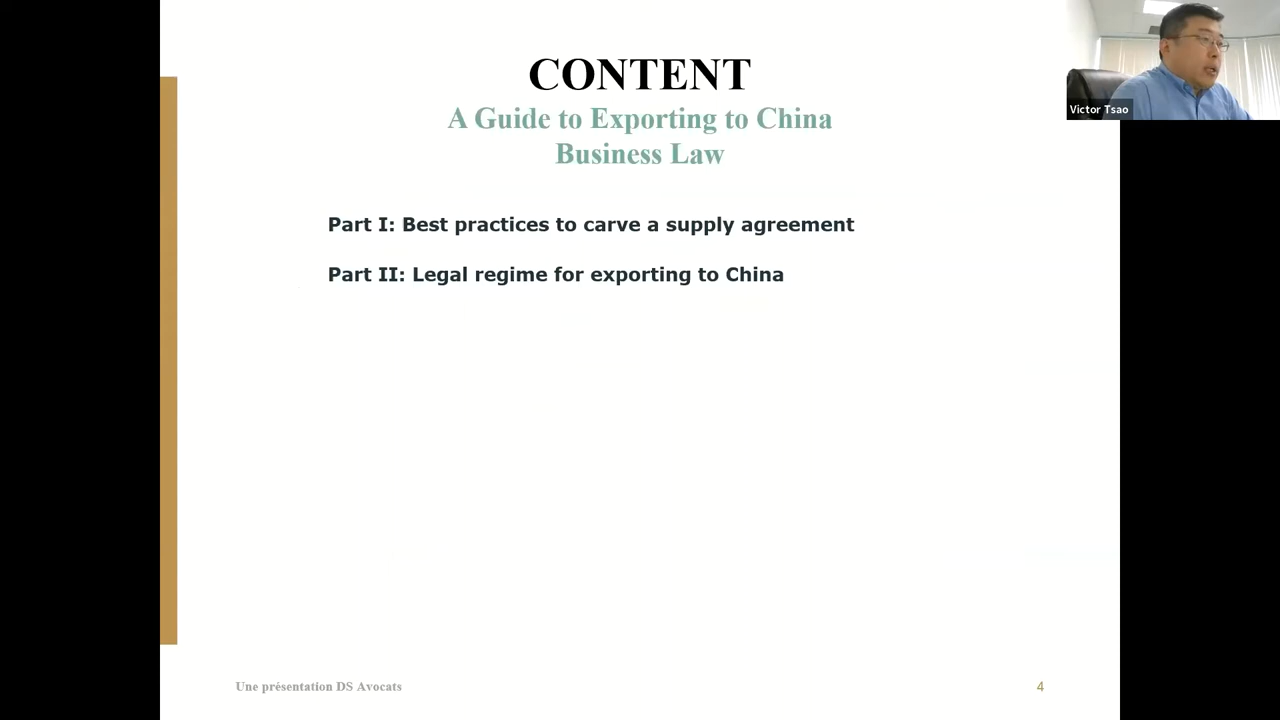 CONTENT
A Guide to Exporting to China
Business Law
Part I: Best practices to carve a supply agreement
Part II: Legal regime for exporting to China
Une présentation DS Avocats
4
Victor Tsao